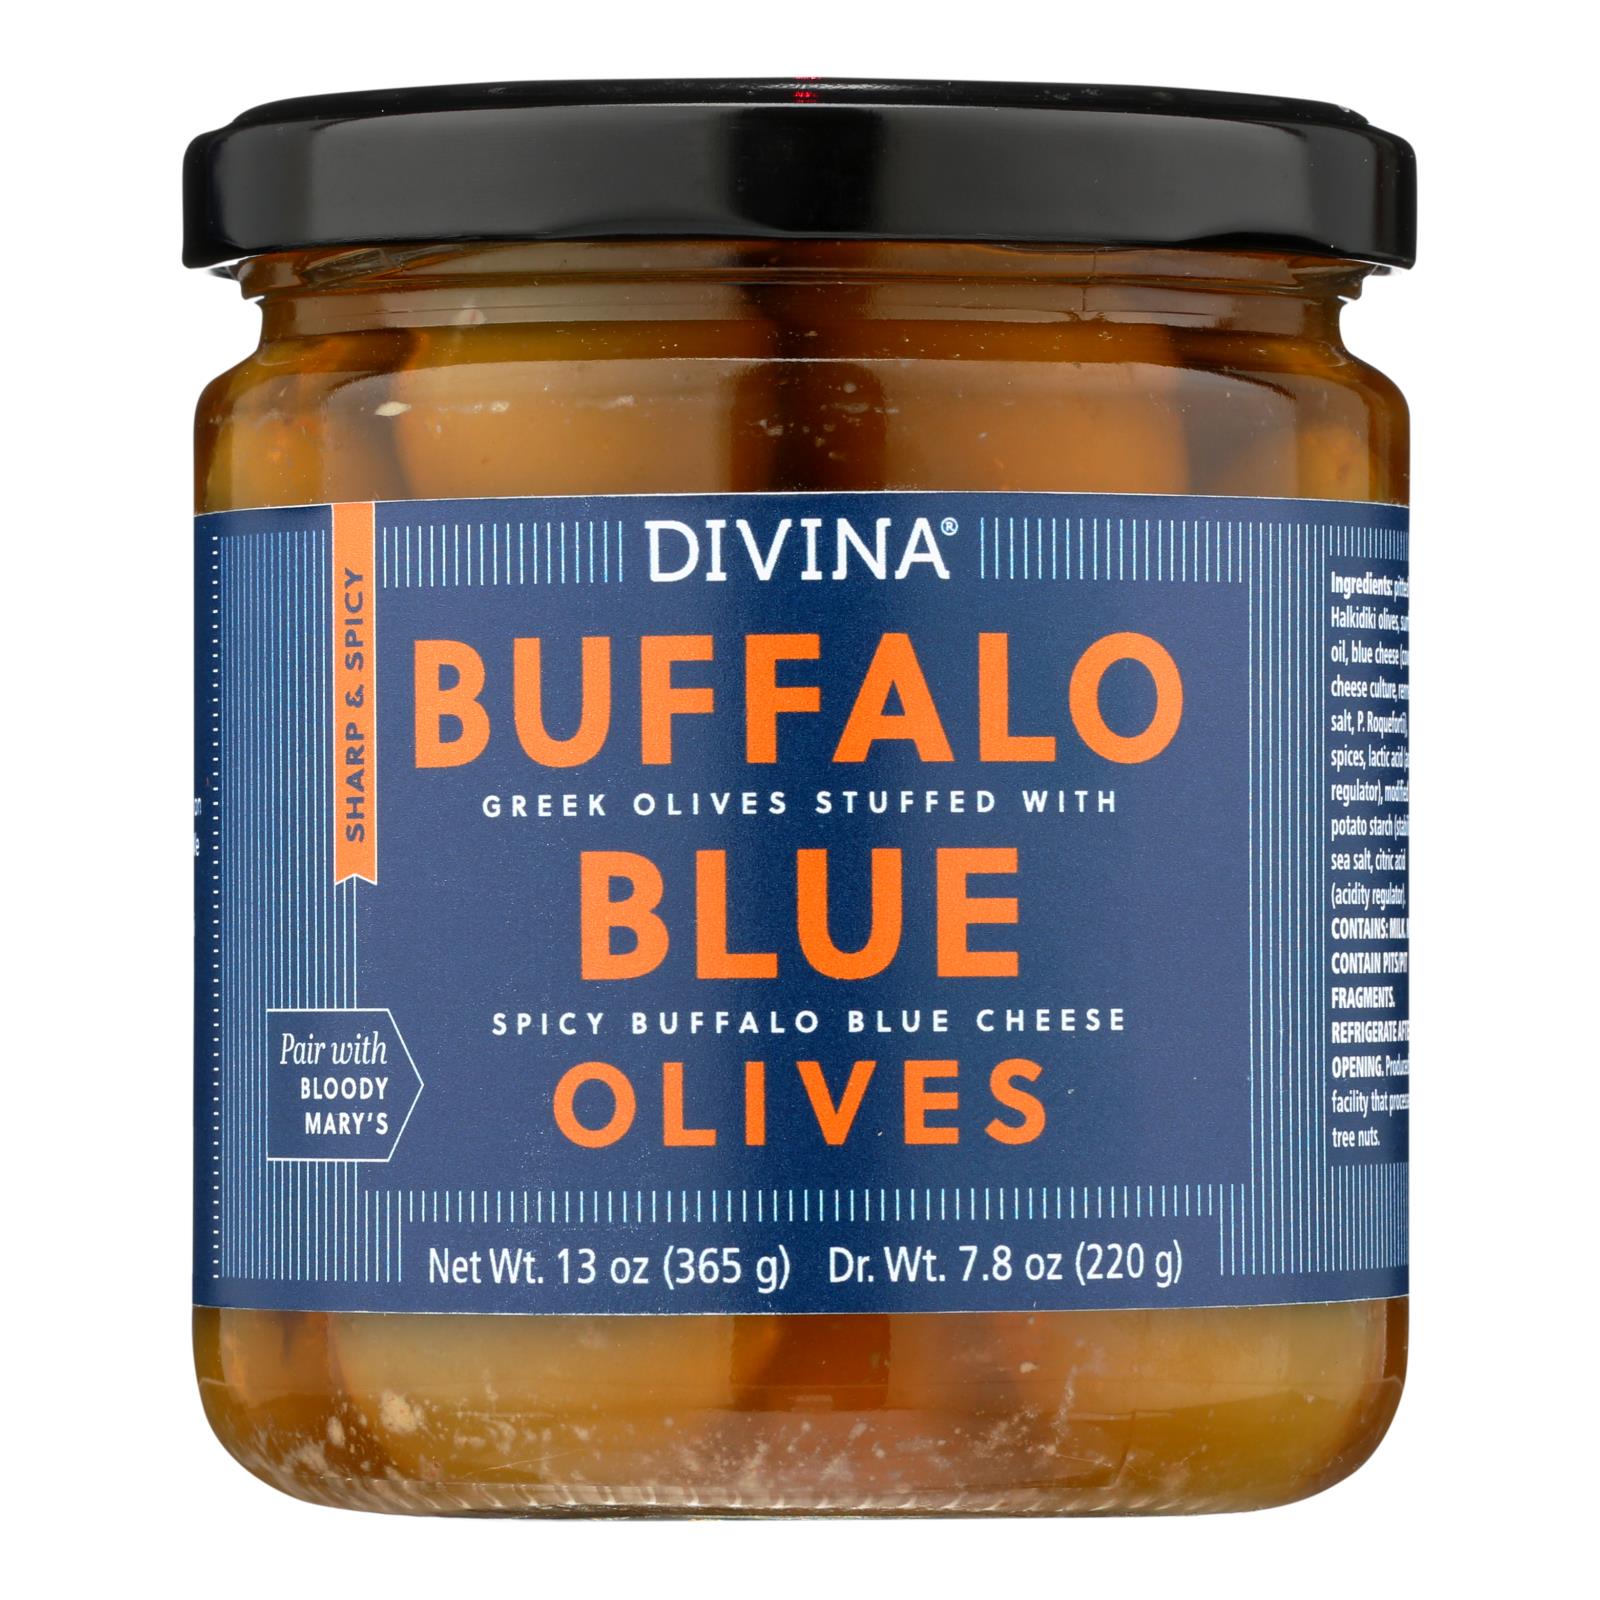 DIVINA®
SHARP & SPICY
BUFFALO
GREEK OLIVES STUFFED WITH
BLUE
SPICY BUFFALO BLUE CHEESE
OLIVES
Pair with
BLOODY
MARY'S
Net Wt. 13 oz (365 g) Dr. Wt. 7.8 oz (220 g)
Ingredients:
Halkidiki olives,
oil, blue cheese
cheese culture,
salt, P. Roqueforti),
spices, lactic acid
regulator), modified
potato starch
sea salt, citric acid
(acidity regulator).
CONTAINS: MILK.
CONTAIN PITS/PIT
FRAGMENTS.
REFRIGERATE
OPENING.
facility that
tree nuts.